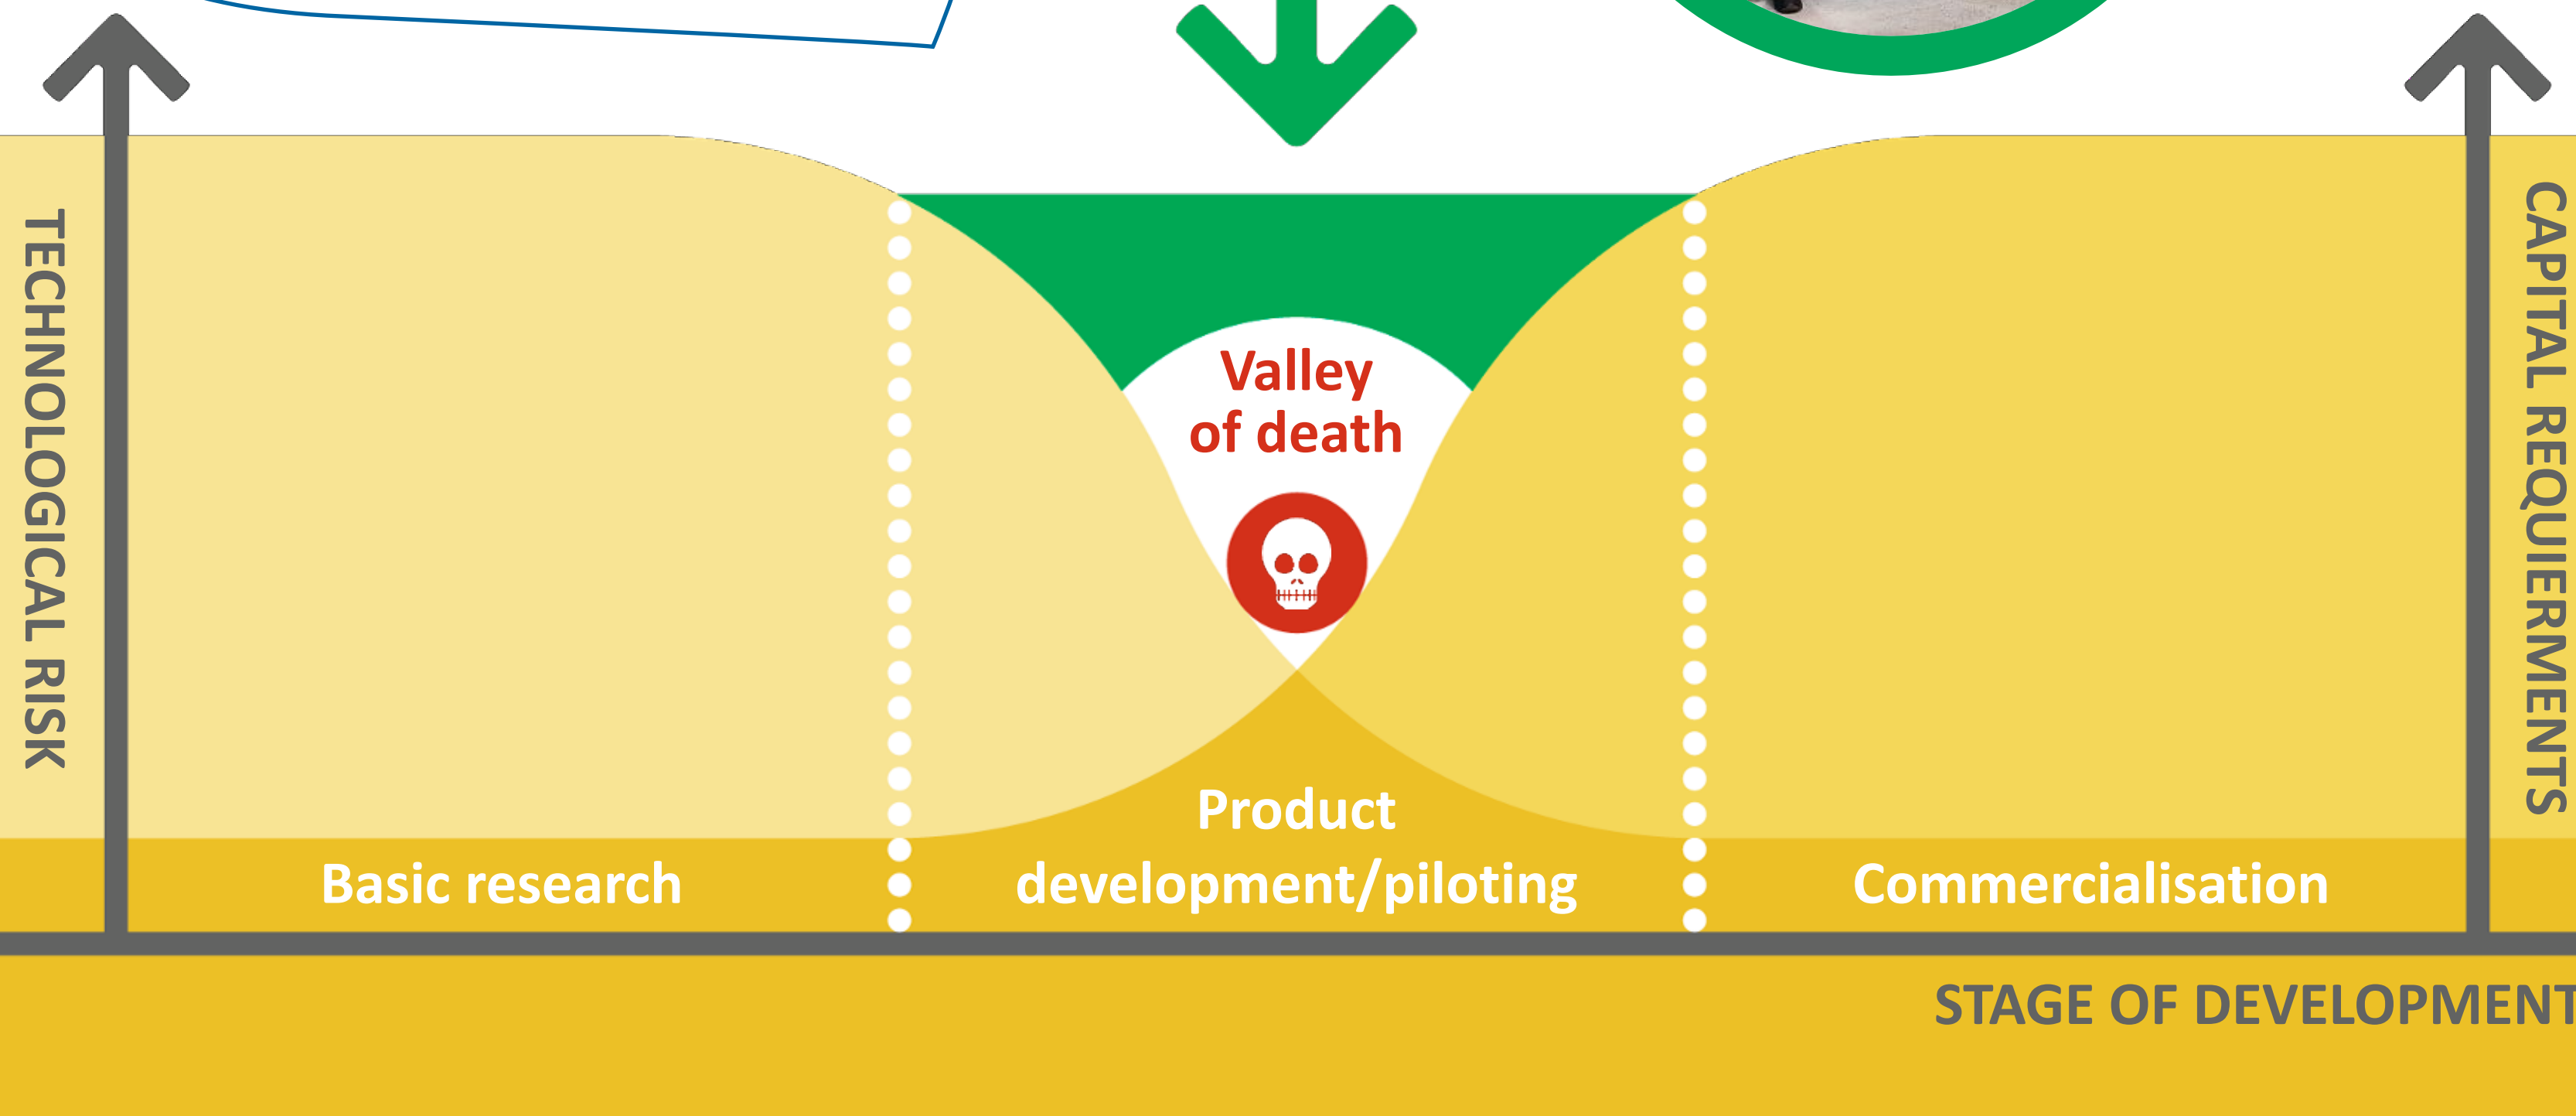 TECHNOLOGICAL RISK
Valley
of death
CAPITAL REQUIERMENTS
Basic research
Product
development/piloting
Commercialisation
STAGE OF DEVELOPMENT